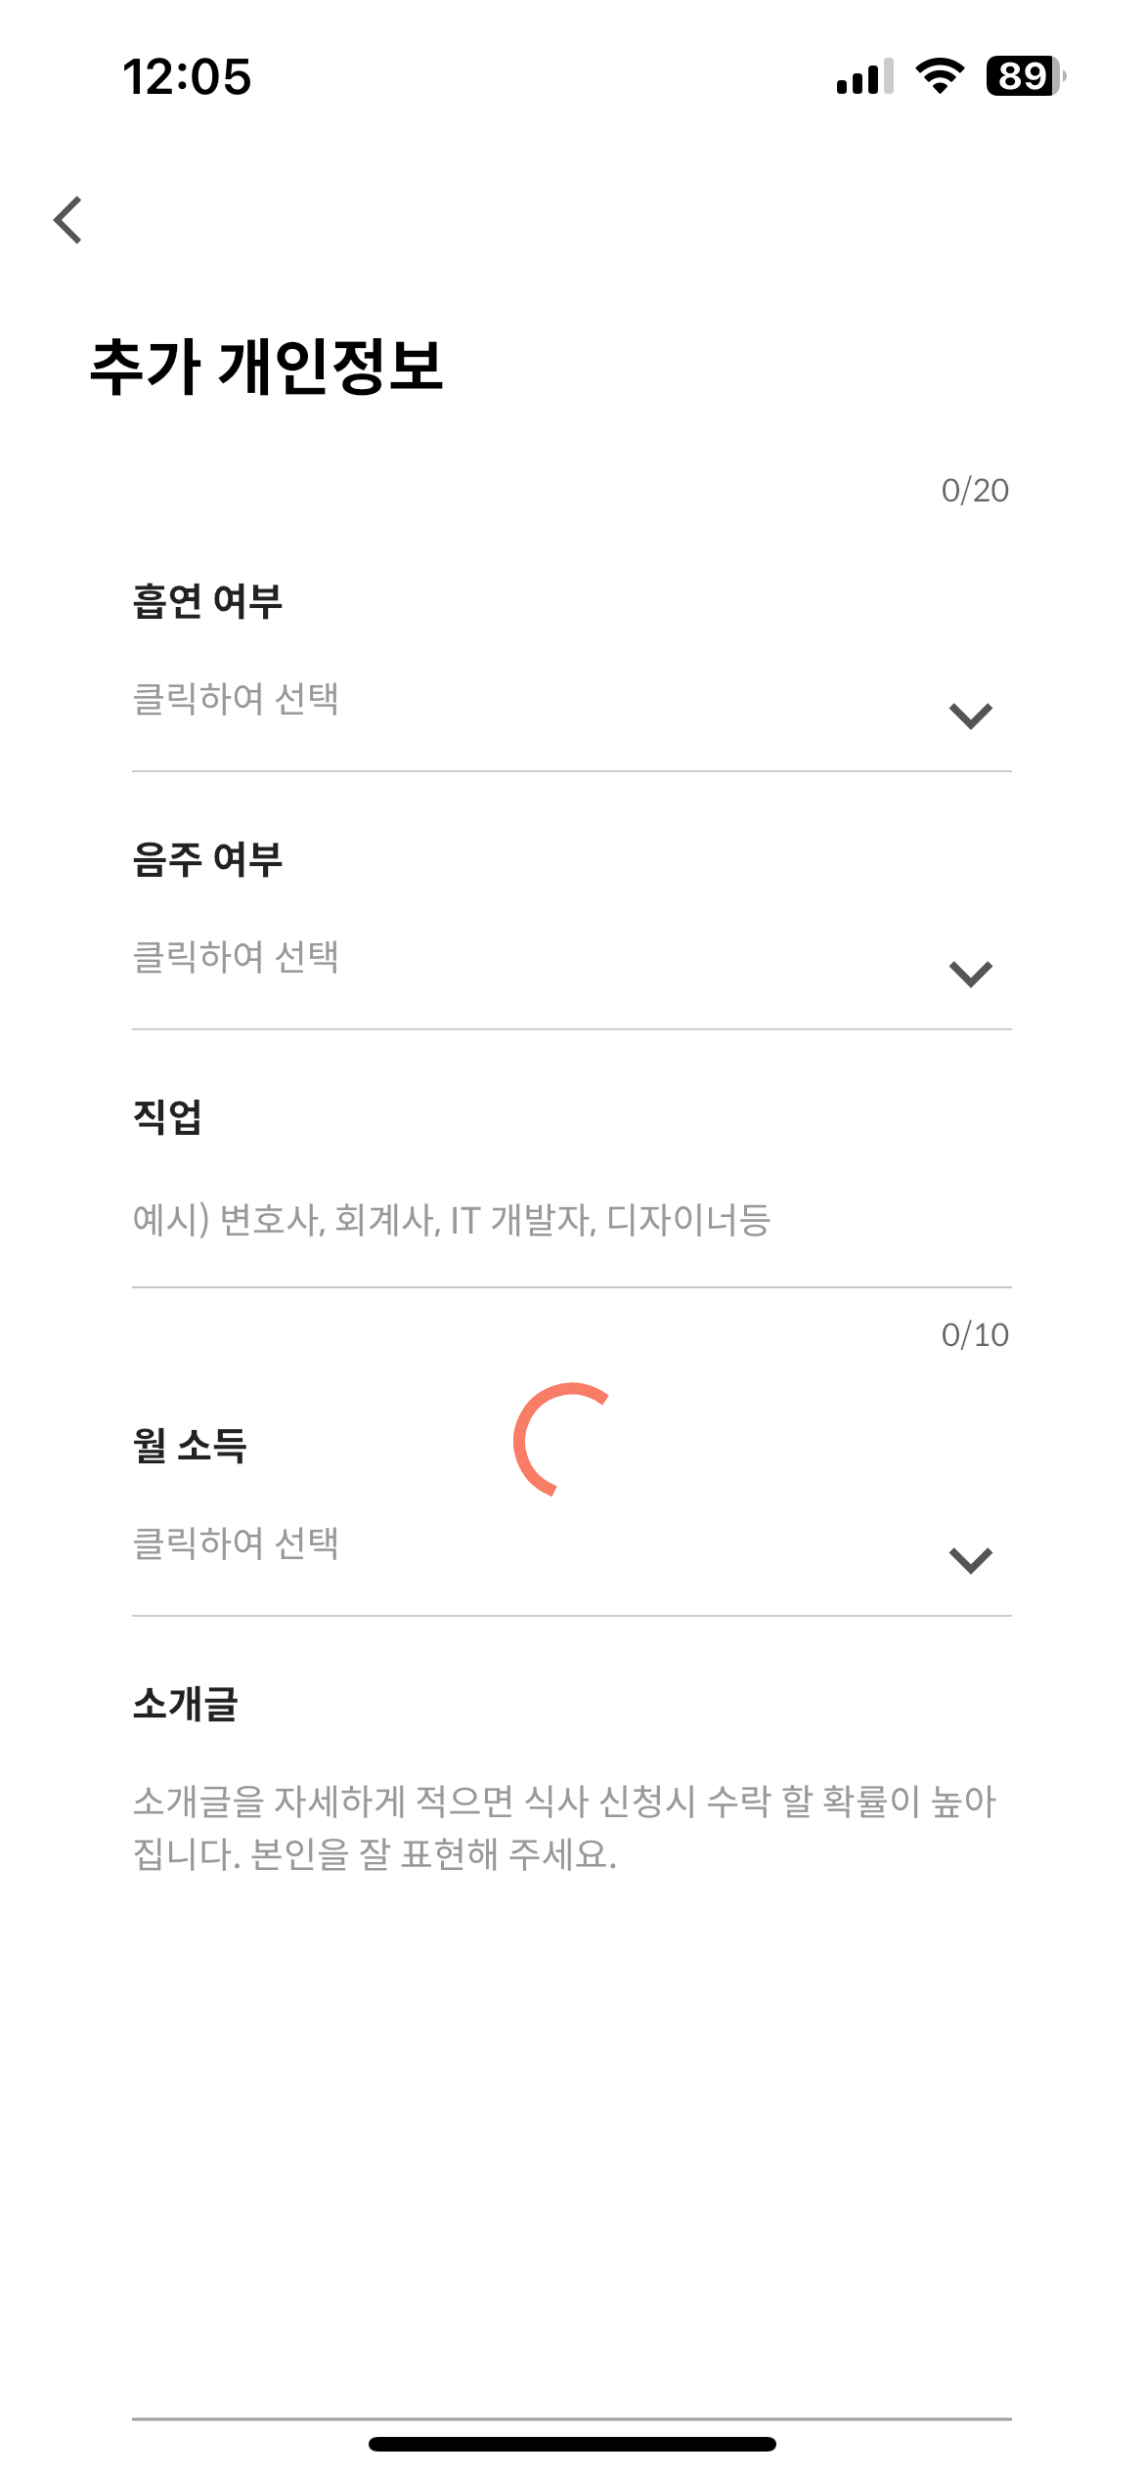 12:05
89
추가 개인정보
0/20
흡연 여부
클릭하여 선택
음주 여부
클릭하여 선택
직업
예시) 변호사, 회계사, IT 개발자, 디자이너등
0/10
월 소득
클릭하여 선택
소개글
소개글을 자세하게 적으면 식사 신청시 수락 할 확률이 높아
집니다. 본인을 잘 표현해 주세요.